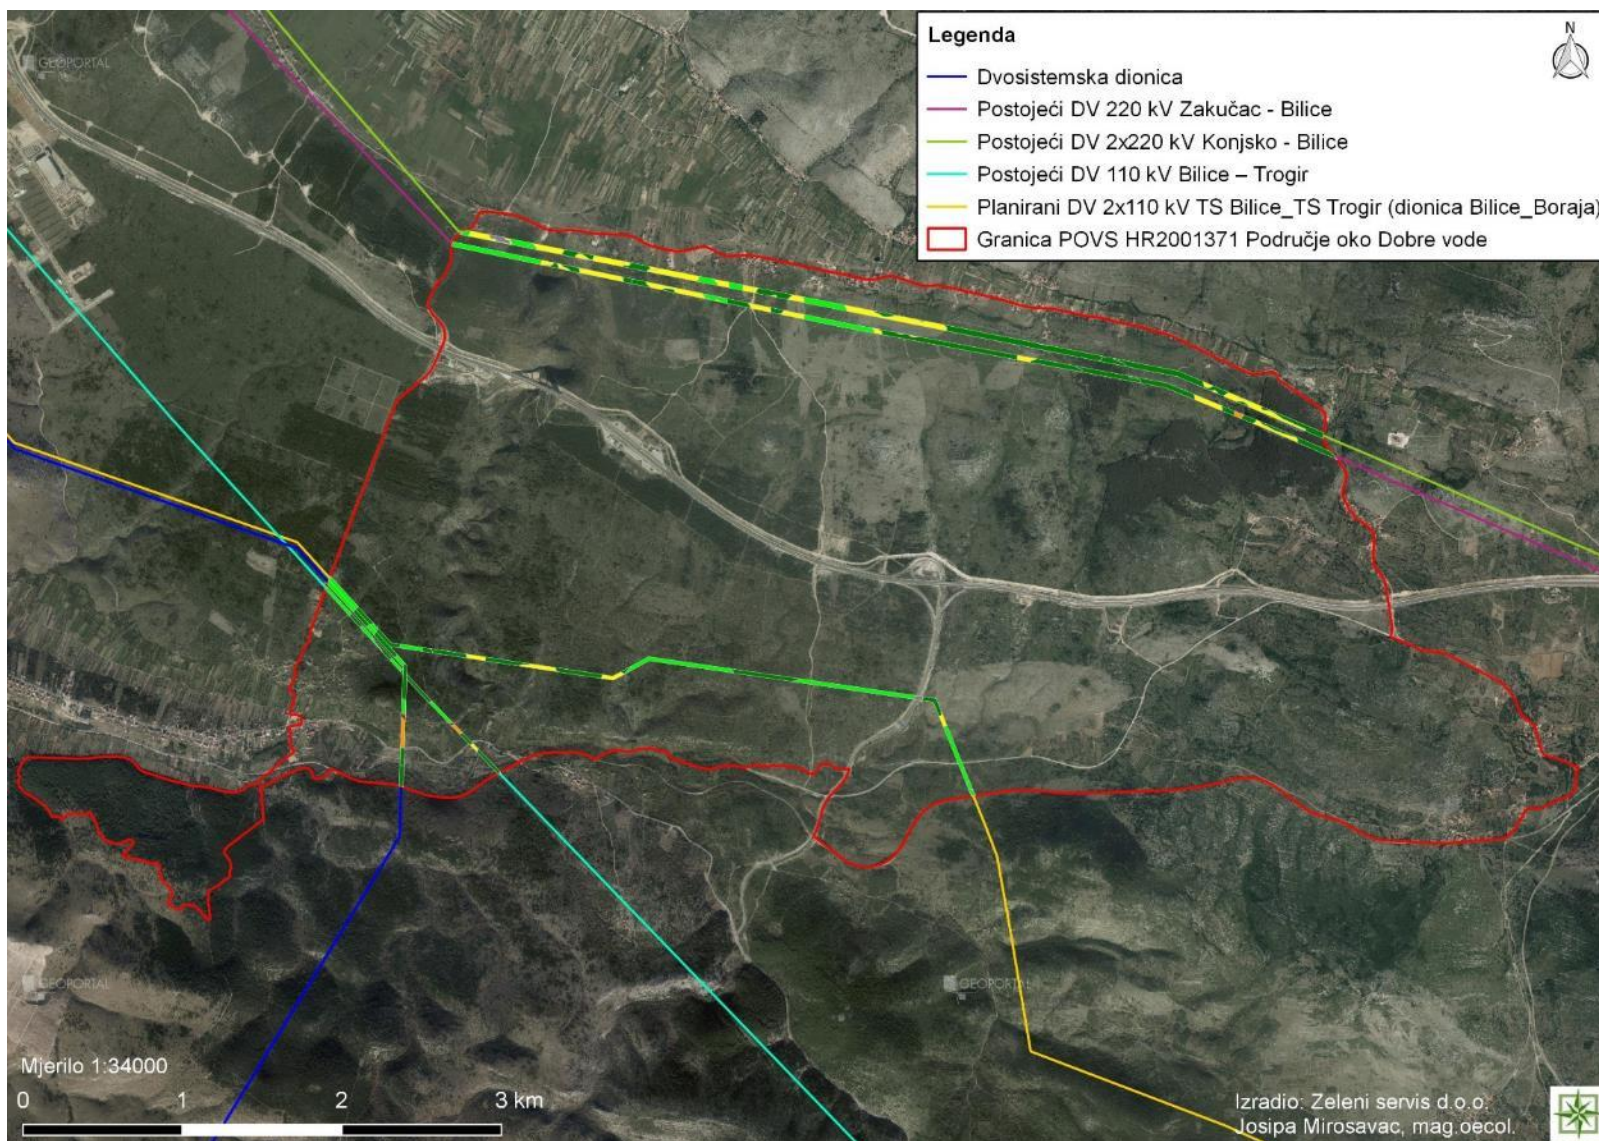 GEOPORTAL
Legenda
N
Dvosistemska dionica
Postojeći DV 220 kV Zakučac - Bilice
Postojeći DV 2x220 kV Konjsko - Bilice
Postojeći DV 110 kV Bilice – Trogir
Planirani DV 2x110 kV TS Bilice_TS Trogir (dionica Bilice_Boraja)
Granica POVS HR2001371 Područje oko Dobre vode
GEOPORTAL
GEOPORTAL
Mjerilo 1:34000
0 1 2 3 km
Izradio: Zeleni servis d.o.o.
Josipa Mirosavac, mag.oecol.